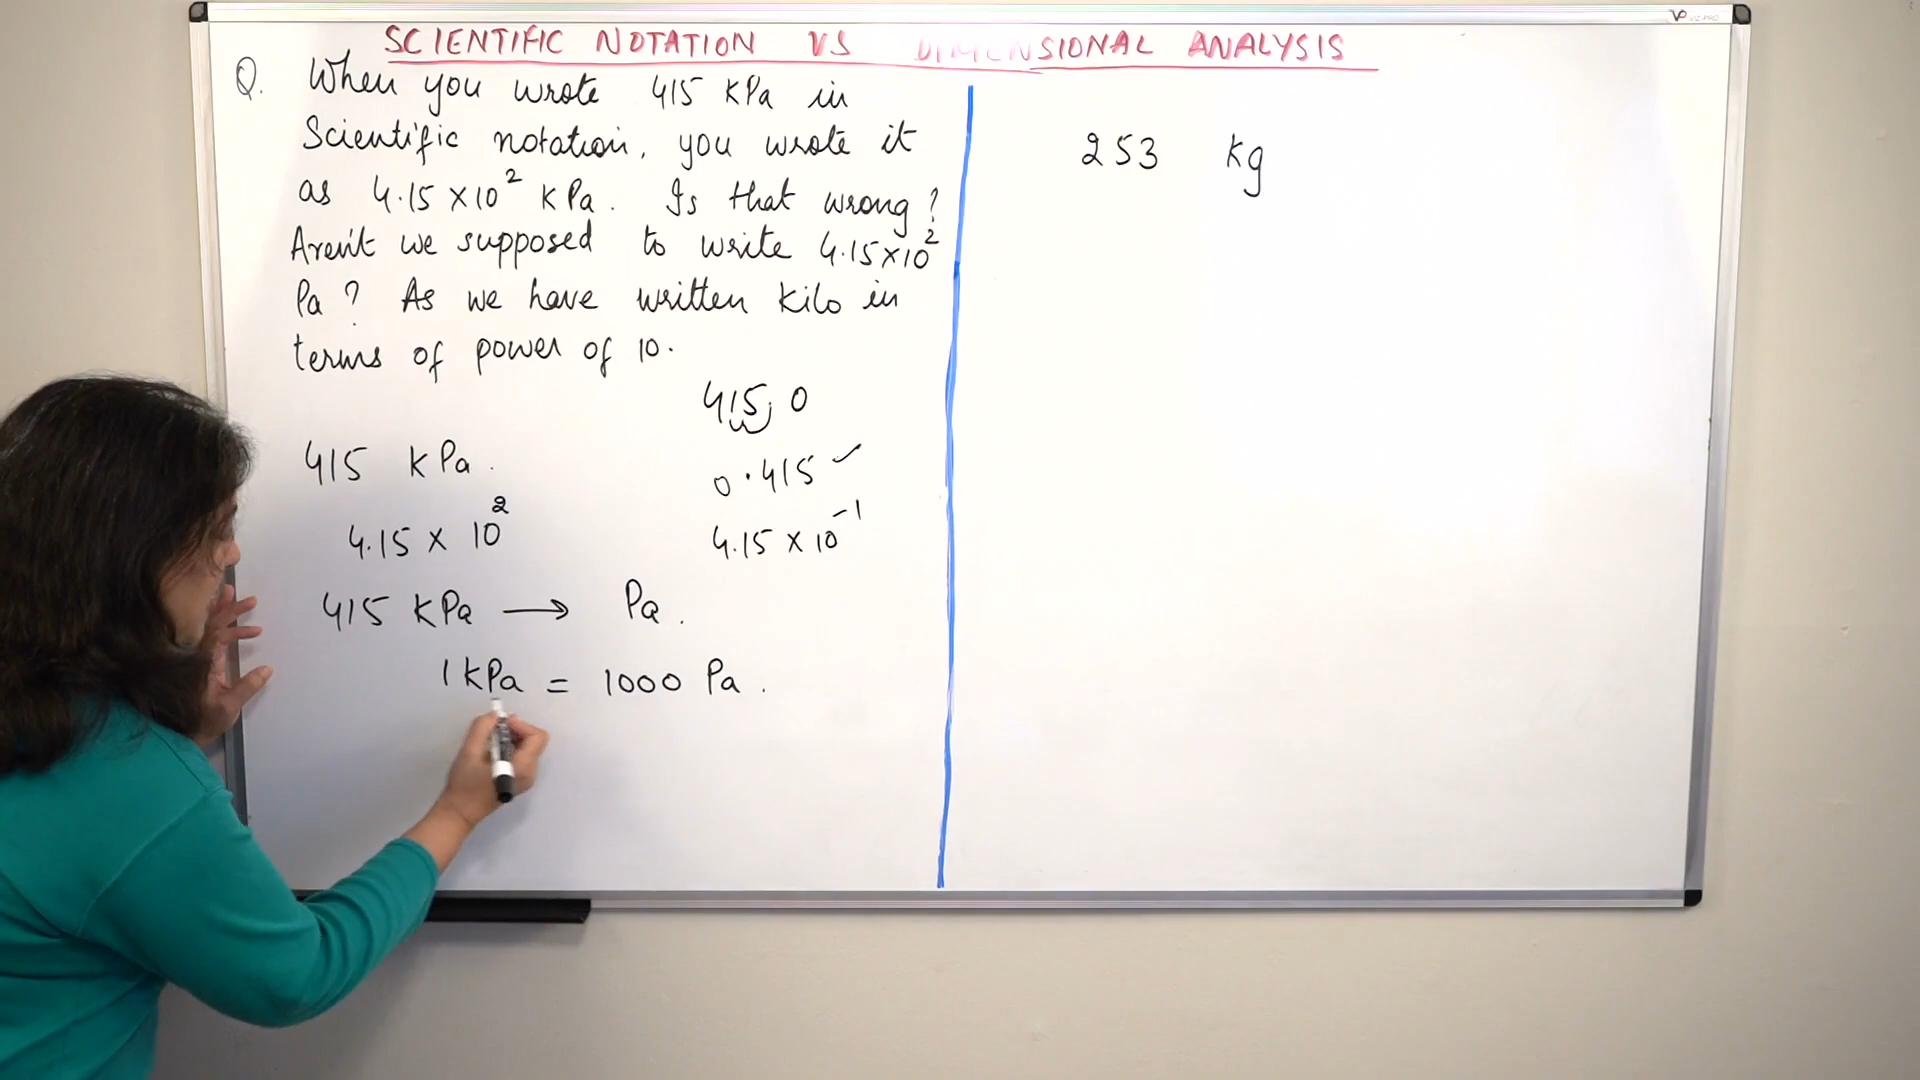 SCIENTIFIC NOTATION VS DIMENSIONAL ANALYSIS
Q. When you wrote 415 kPa in
Scientific notation, you wrote it
as 4.15 ×10² kPa. Is that wrong?
Aren't we supposed to write 4.15×10²
Pa? As we have written kilo in
terms of power of 10.
415 kPa.
4.15 × 10²
415 kPa → Pa.
1 kPa = 1000 Pa.
415, 0
0.415 ✓
4.15 × 10⁻¹
253 kg